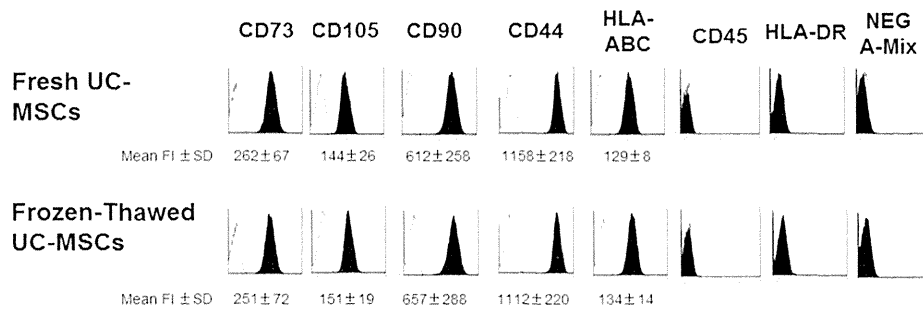 CD73 CD105 CD90 CD44 HLA-ABC CD45 HLA-DR NEG A-Mix
Fresh UC-MSCs
Mean FI ± SD 262±67 144±26 612±258 1158±218 129±8
Frozen-Thawed UC-MSCs
Mean FI ± SD 251±72 151±19 657±288 1112±220 134±14